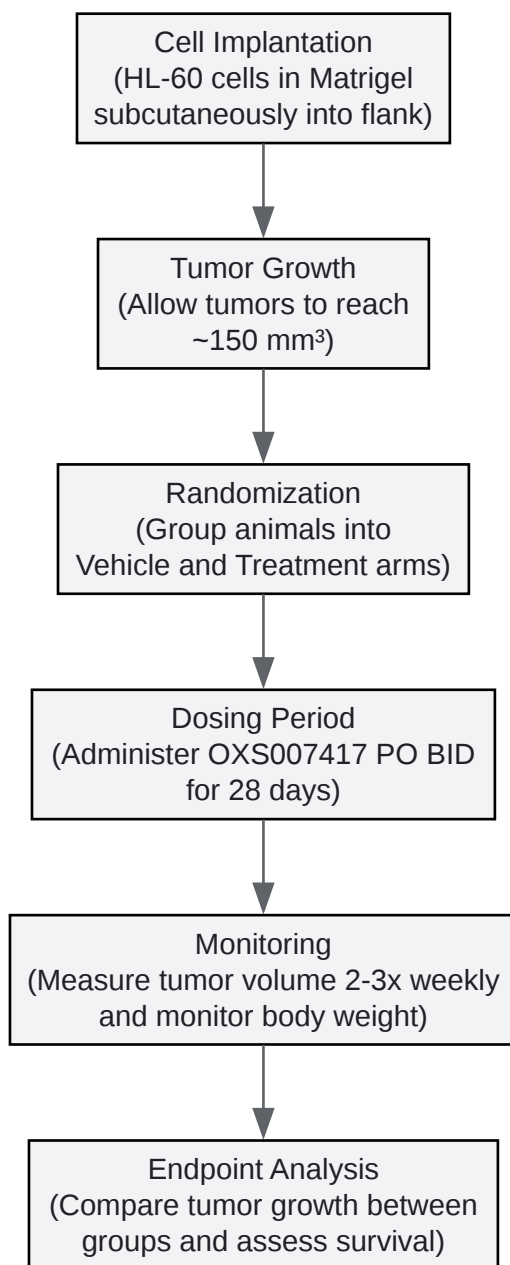 Cell Implantation
(HL-60 cells in Matrigel
subcutaneously into flank)
Tumor Growth
(Allow tumors to reach
~150 mm³)
Randomization
(Group animals into
Vehicle and Treatment arms)
Dosing Period
(Administer OXS007417 PO BID
for 28 days)
Monitoring
(Measure tumor volume 2-3x weekly
and monitor body weight)
Endpoint Analysis
(Compare tumor growth between
groups and assess survival)